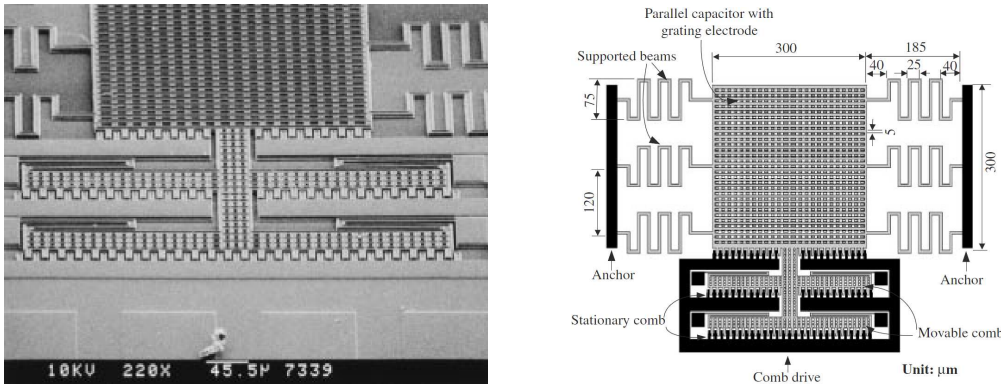 10KV 220X 45.5µ 7339
Parallel capacitor with
grating electrode
Supported beams
300
185
40
25
40
75
5
120
300
Anchor
Anchor
Stationary comb
Movable comb
Comb drive
Unit: µm